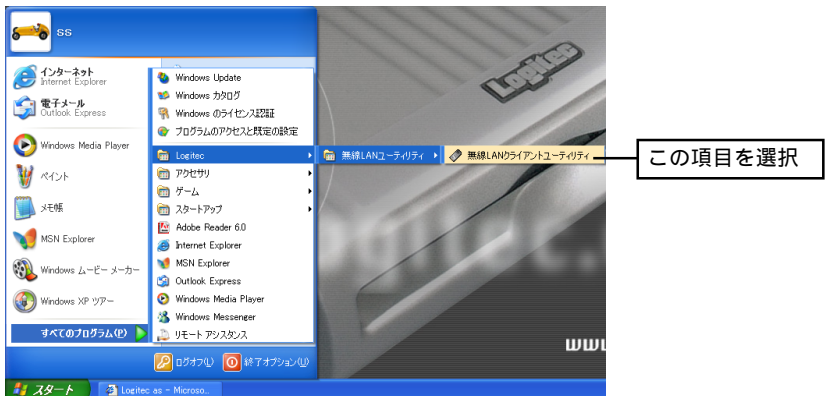 ss
インターネット
Internet Explorer
電子メール
Outlook Express
Windows Media Player
ペイント
メモ帳
MSN Explorer
Windows ムービー メーカー
Windows XP ツアー
すべてのプログラム(P)
Windows Update
Windows カタログ
Windows のライセンス認証
プログラムのアクセスと既定の設定
Logitec
アクセサリ
ゲーム
スタートアップ
Adobe Reader 6.0
Internet Explorer
MSN Explorer
Outlook Express
Windows Media Player
Windows Messenger
リモート アシスタンス
無線LANユーティリティ
無線LANクライアントユーティリティ
この項目を選択
Logitec
ogitec.
www
ログオフ(L)
終了オプション(U)
スタート
Logitec as - Microso...